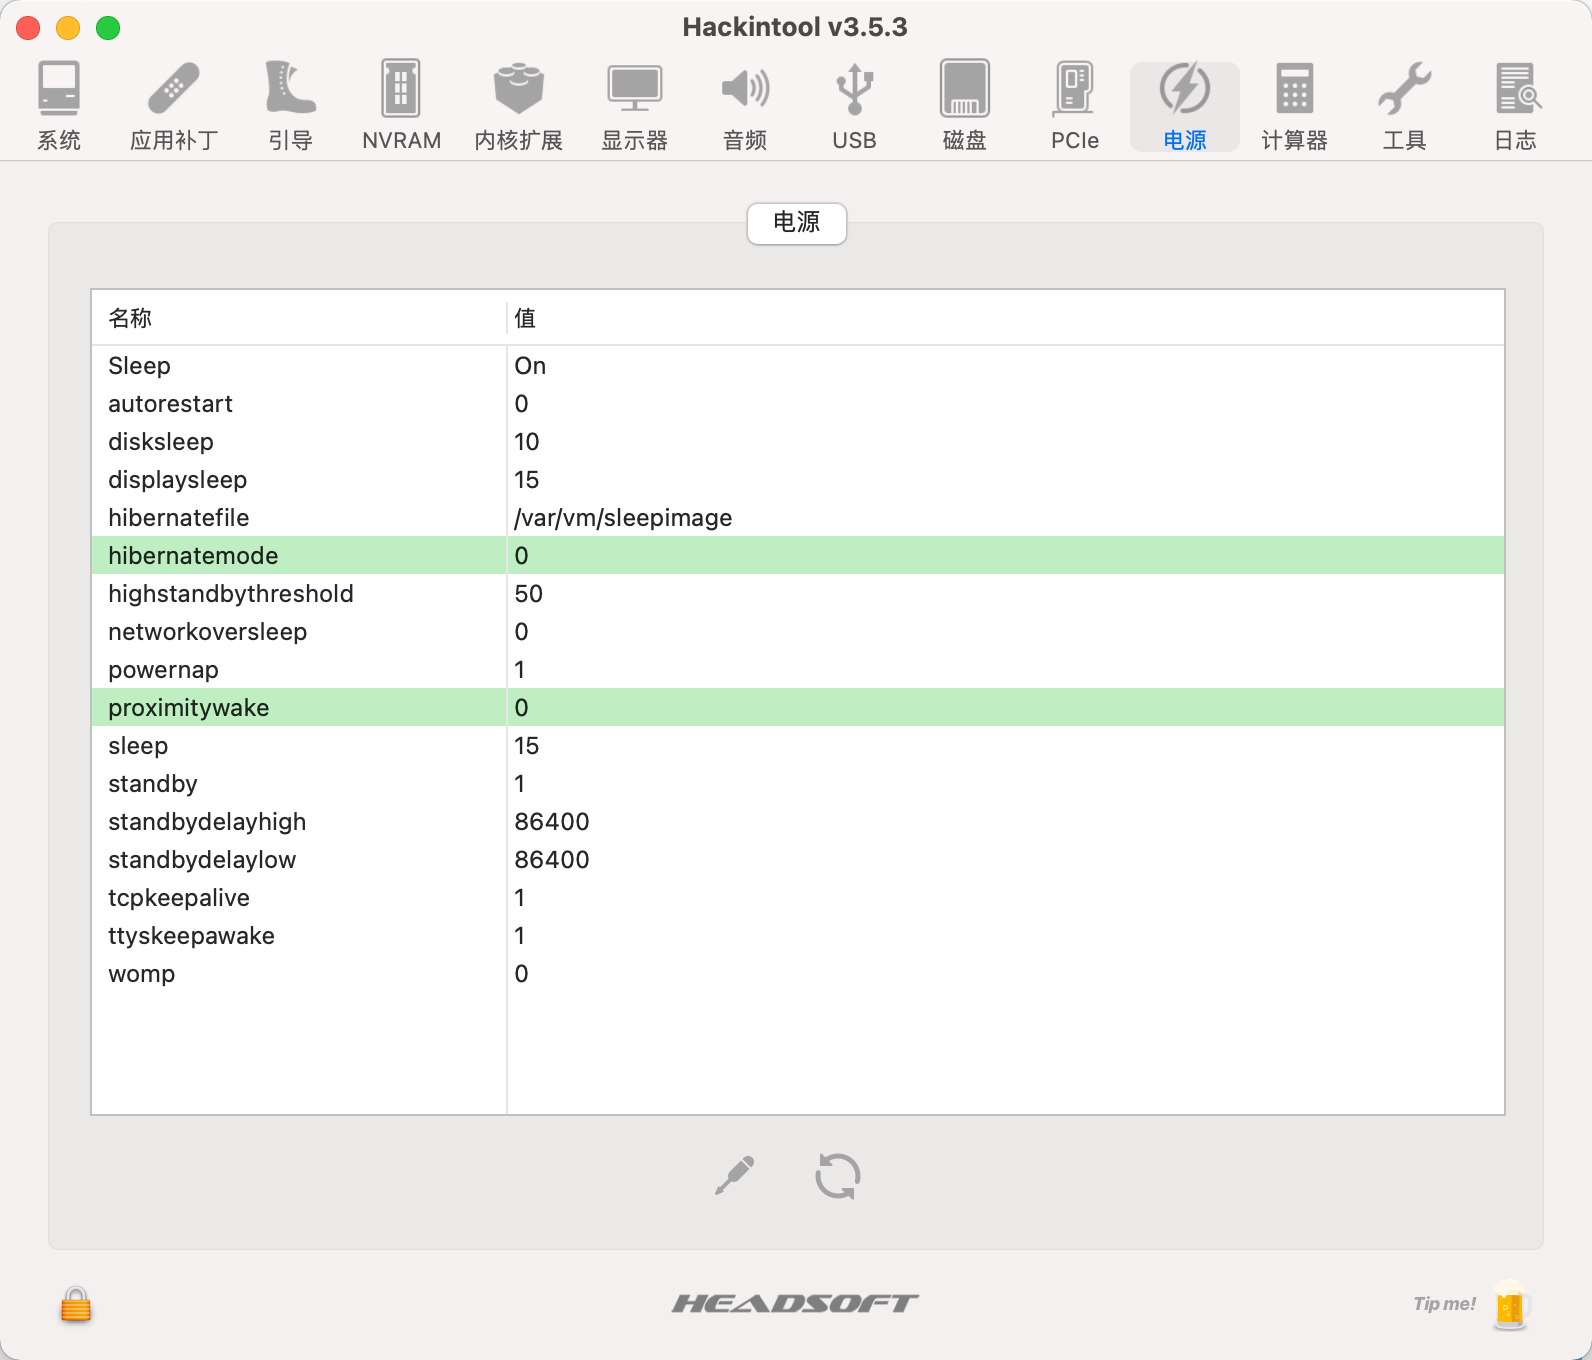 Hackintool v3.5.3
系统 应用补丁 引导 NVRAM 内核扩展 显示器 音频 USB 磁盘 PCIe 电源 计算器 工具 日志
电源
名称 值
Sleep On
autorestart 0
disksleep 10
displaysleep 15
hibernatefile /var/vm/sleepimage
hibernatemode 0
highstandbythreshold 50
networkoversleep 0
powernap 1
proximitywake 0
sleep 15
standby 1
standbydelayhigh 86400
standbydelaylow 86400
tcpkeepalive 1
ttyskeepawake 1
womp 0
HEADSOFT Tip me!